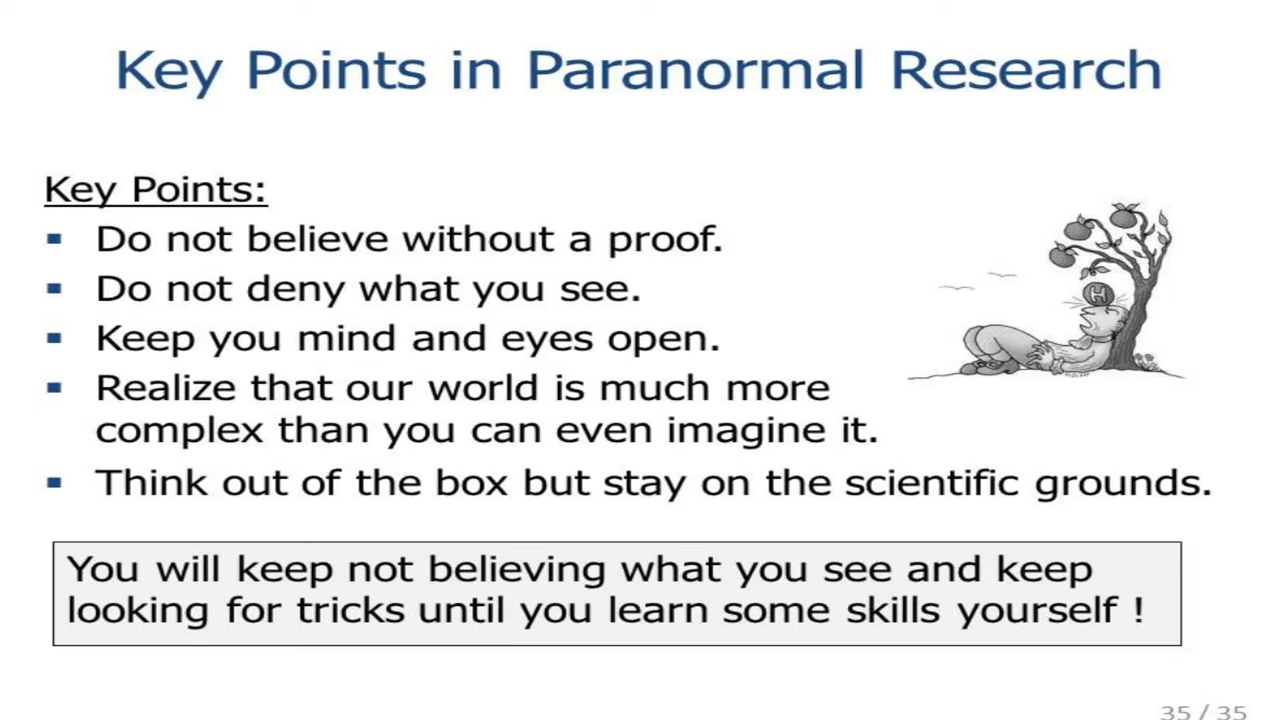 Key Points in Paranormal Research
Key Points:
Do not believe without a proof.
Do not deny what you see.
Keep you mind and eyes open.
Realize that our world is much more
complex than you can even imagine it.
Think out of the box but stay on the scientific grounds.
H
You will keep not believing what you see and keep
looking for tricks until you learn some skills yourself !
35 / 35